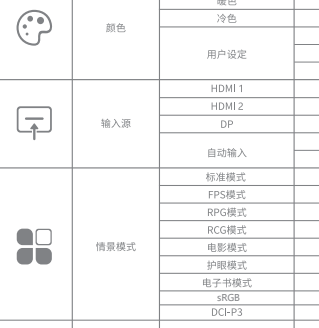 暖色
颜色
冷色
用户设定
输入源
HDMI 1
HDMI 2
DP
自动输入
情景模式
标准模式
FPS模式
RPG模式
RCG模式
电影模式
护眼模式
电子书模式
sRGB
DCI-P3